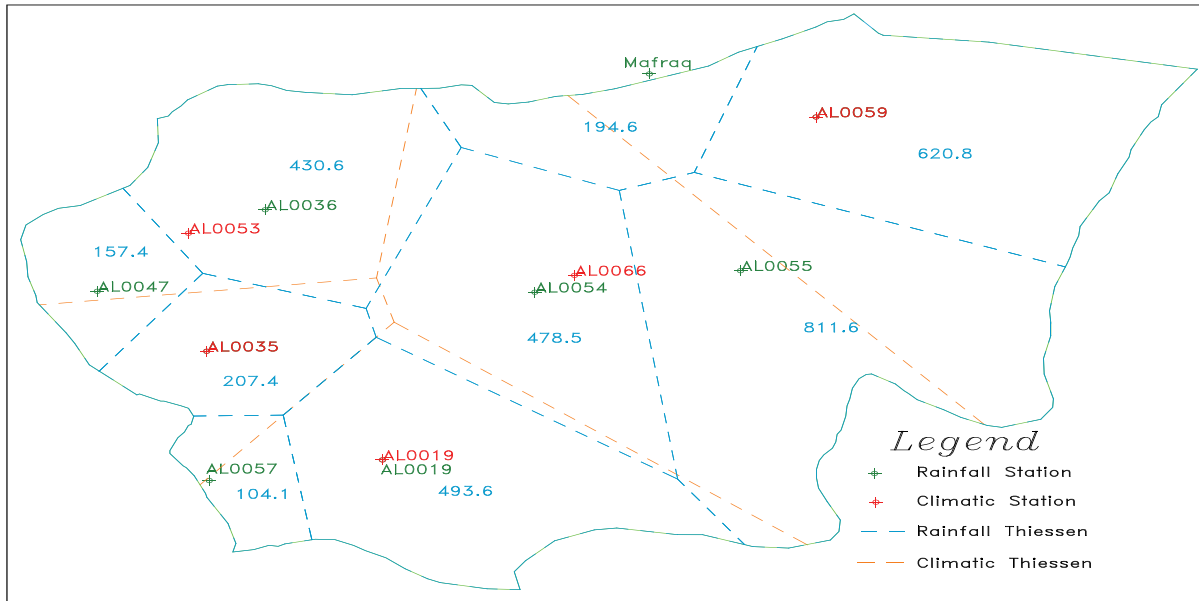 Mafraq
AL0059
194.6
620.8
430.6
AL0036
AL0053
157.4
AL0047
AL0066
AL0054
AL0055
478.5
811.6
AL0035
207.4
AL0057
104.1
AL0019
AL0019
493.6
Legend
Rainfall Station
Climatic Station
Rainfall Thiessen
Climatic Thiessen